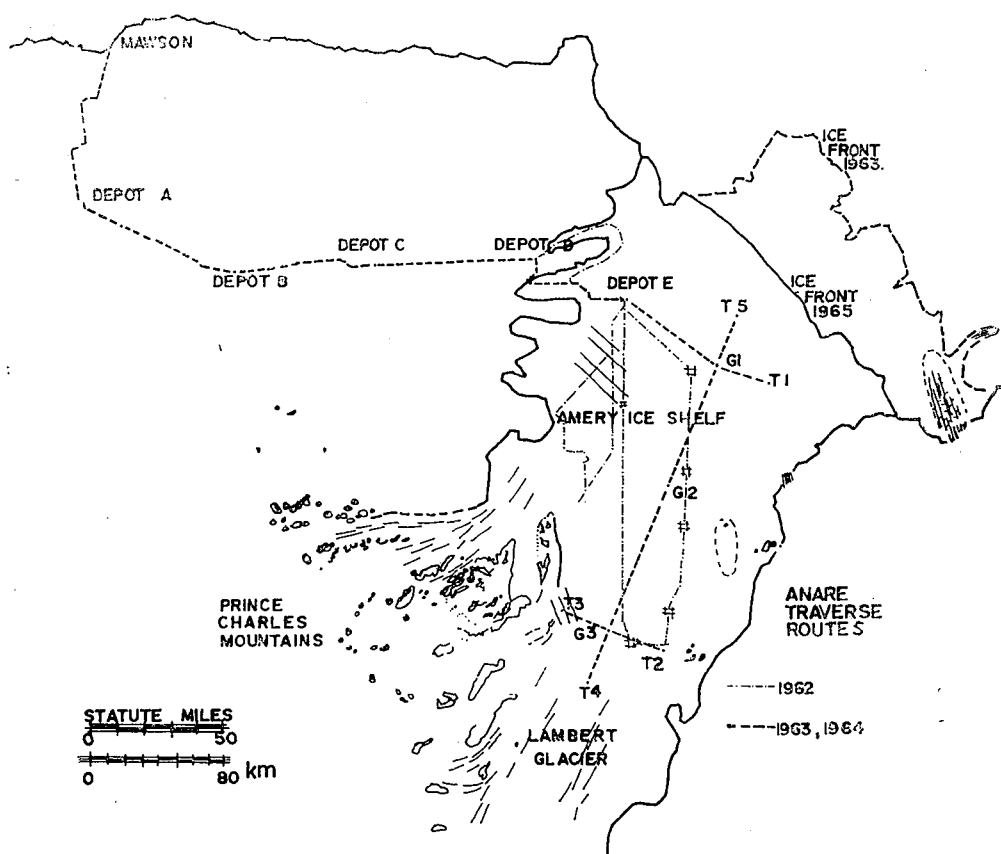 MAWSON
ICE
FRONT
1963.
DEPOT A
DEPOT C
DEPOT D
DEPOT B
DEPOT E
ICE
FRONT
1965
T 5
G1
T1
AMERY ICE SHELF
G2
PRINCE
CHARLES
MOUNTAINS
T3
G3
T2
T4
ANARE
TRAVERSE
ROUTES
1962
1963, 1964
STATUTE MILES
0 50
0 80 km
LAMBERT
GLACIER